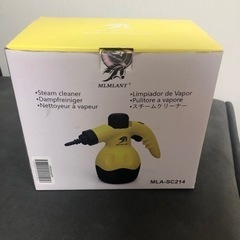 MLMLANT®
•Steam cleaner
•Dampfreiniger
•Nettoyeur à vapeur
•Limpiador de Vapor
•Pulitore a vapore
•スチームクリーナー
MLA-SC214